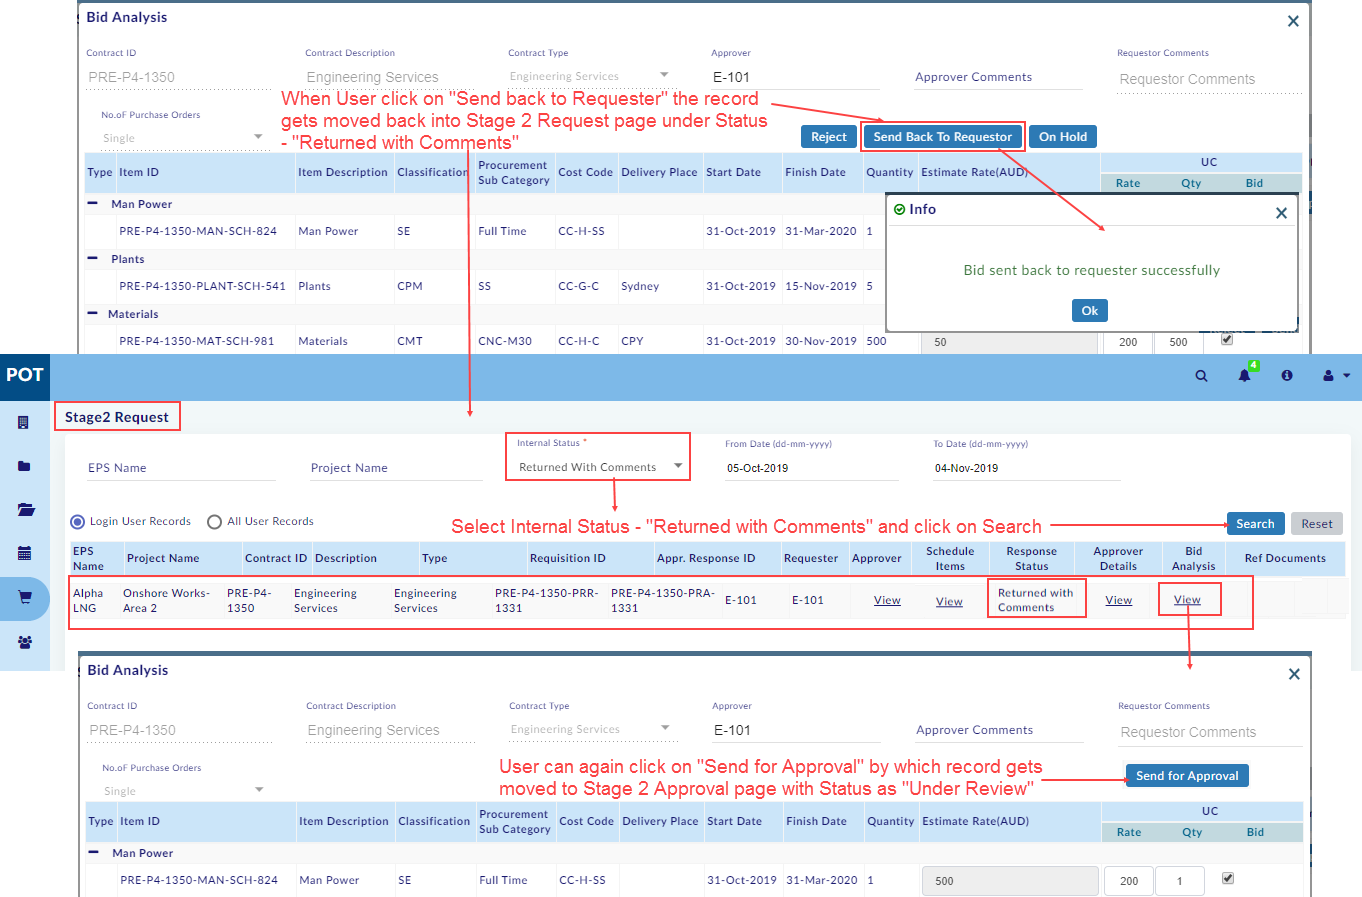 Bid Analysis
Contract ID Contract Description Contract Type Approver Requestor Comments
PRE-P4-1350 Engineering Services Engineering Services E-101 Approver Comments Requestor Comments
When User click on "Send back to Requester" the record
gets moved back into Stage 2 Request page under Status
- "Returned with Comments"
No.oF Purchase Orders
Single
Reject Send Back To Requestor On Hold
Type Item ID Item Description Classification Procurement Sub Category Cost Code Delivery Place Start Date Finish Date Quantity Estimate Rate(AUD) UC
Rate Qty Bid
Man Power
PRE-P4-1350-MAN-SCH-824 Man Power SE Full Time CC-H-SS 31-Oct-2019 31-Mar-2020 1
Plants
PRE-P4-1350-PLANT-SCH-541 Plants CPM SS CC-G-C Sydney 31-Oct-2019 15-Nov-2019 5
Materials
PRE-P4-1350-MAT-SCH-981 Materials CMT CNC-M30 CC-H-C CPY 31-Oct-2019 30-Nov-2019 500 50 200 500
Info
Bid sent back to requester successfully
Ok
POT
4
Stage2 Request
EPS Name Project Name Internal Status * From Date (dd-mm-yyyy) To Date (dd-mm-yyyy)
Returned With Comments 05-Oct-2019 04-Nov-2019
Login User Records All User Records
Select Internal Status - "Returned with Comments" and click on Search
Search Reset
EPS Name Project Name Contract ID Description Type Requisition ID Appr. Response ID Requester Approver Schedule Items Response Status Approver Details Bid Analysis Ref Documents
Alpha LNG Onshore Works- Area 2 PRE-P4- 1350 Engineering Services Engineering Services PRE-P4-1350-PRR- 1331 PRE-P4-1350-PRA- 1331 E-101 E-101 View View Returned with Comments View View
Bid Analysis
Contract ID Contract Description Contract Type Approver Requestor Comments
PRE-P4-1350 Engineering Services Engineering Services E-101 Approver Comments Requestor Comments
No.oF Purchase Orders
Single
User can again click on "Send for Approval" by which record gets
moved to Stage 2 Approval page with Status as "Under Review"
Send for Approval
Type Item ID Item Description Classification Procurement Sub Category Cost Code Delivery Place Start Date Finish Date Quantity Estimate Rate(AUD) UC
Rate Qty Bid
Man Power
PRE-P4-1350-MAN-SCH-824 Man Power SE Full Time CC-H-SS 31-Oct-2019 31-Mar-2020 1 500 200 1